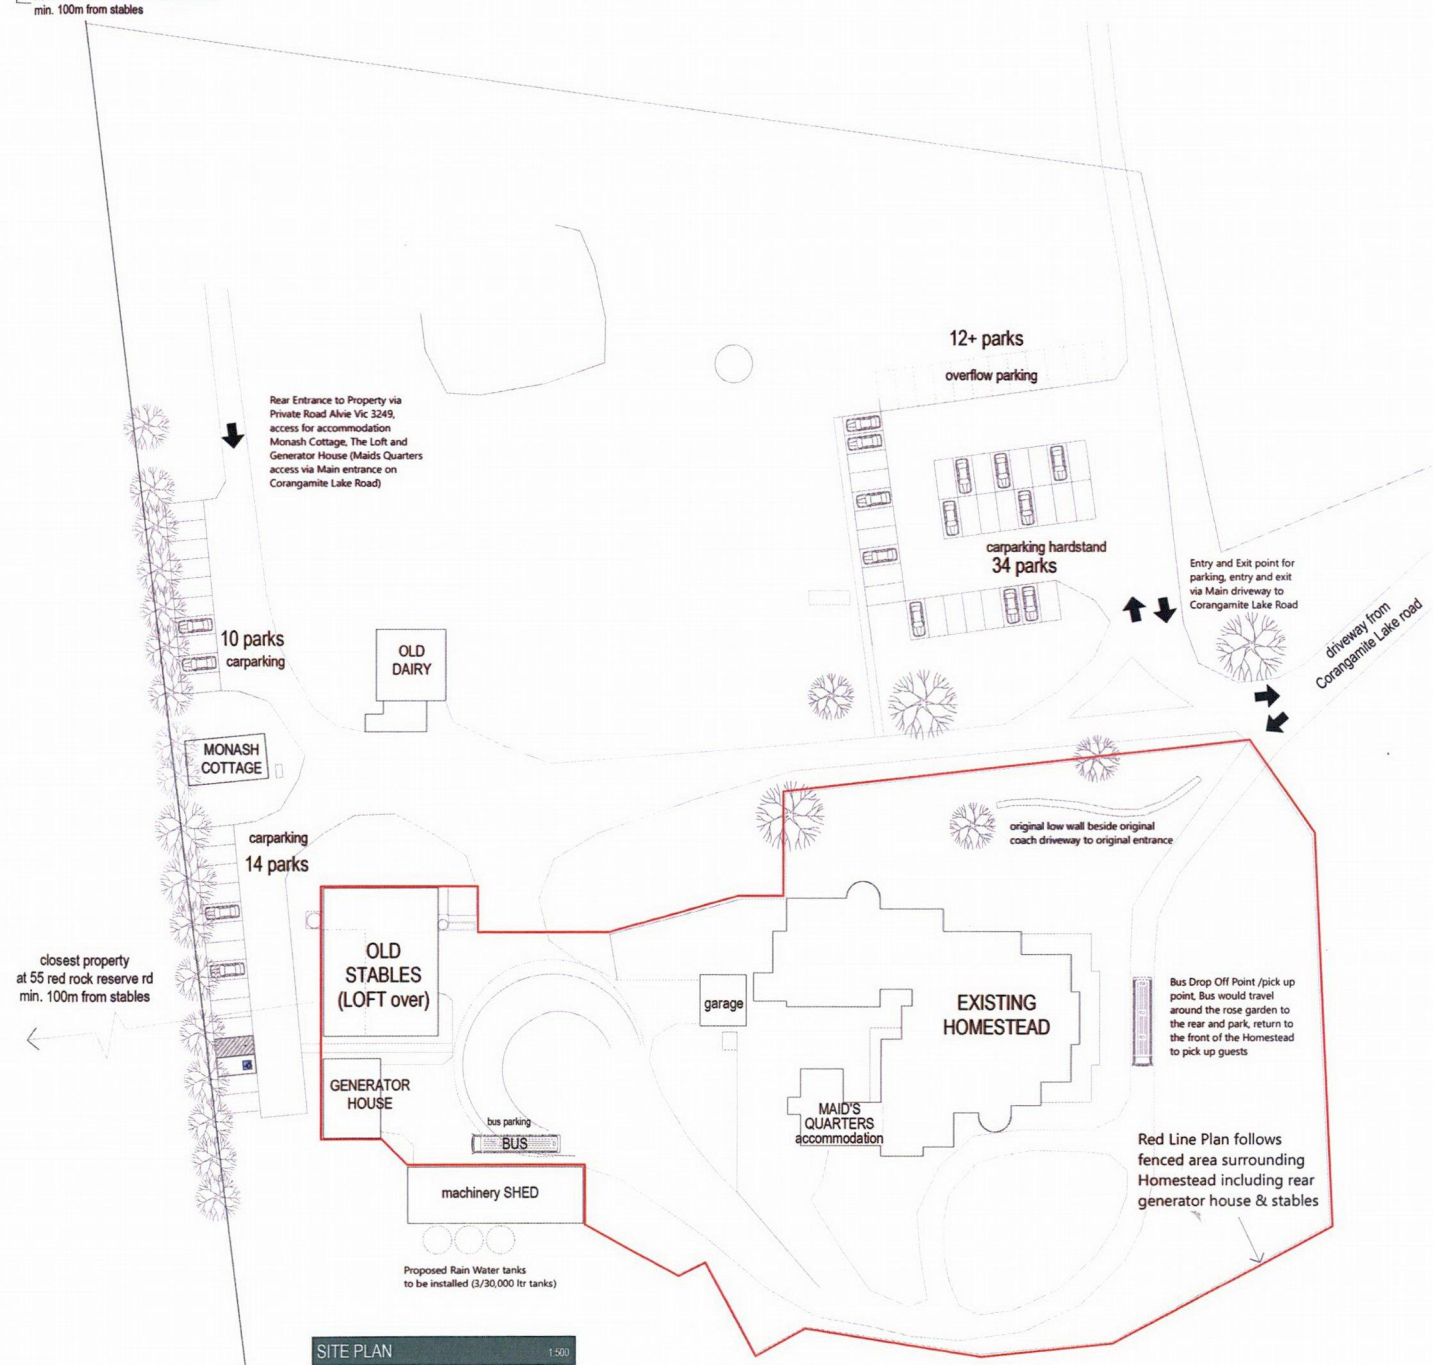 min. 100m from stables
12+ parks
overflow parking
Rear Entrance to Property via
Private Road Alvie Vic 3249,
access for accommodation
Monash Cottage, The Loft and
Generator House (Maids Quarters
access via Main entrance on
Corangamite Lake Road)
carparking hardstand
34 parks
Entry and Exit point for
parking, entry and exit
via Main driveway to
Corangamite Lake Road
driveway from
Corangamite Lake road
10 parks
carparking
OLD
DAIRY
MONASH
COTTAGE
original low wall beside original
coach driveway to original entrance
carparking
14 parks
closest property
at 55 red rock reserve rd
min. 100m from stables
OLD
STABLES
(LOFT over)
garage
EXISTING
HOMESTEAD
Bus Drop Off Point /pick up
point, Bus would travel
around the rose garden to
the rear and park, return to
the front of the Homestead
to pick up guests
GENERATOR
HOUSE
bus parking
BUS
MAID'S
QUARTERS
accommodation
Red Line Plan follows
fenced area surrounding
Homestead including rear
generator house & stables
machinery SHED
Proposed Rain Water tanks
to be installed (3/30,000 ltr tanks)
SITE PLAN 1:500